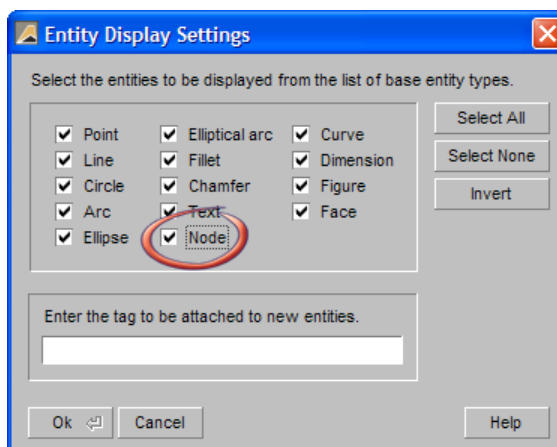 Entity Display Settings
Select the entities to be displayed from the list of base entity types.
Point Elliptical arc Curve
Line Fillet Dimension
Circle Chamfer Figure
Arc Text Face
Ellipse Node
Select All
Select None
Invert
Enter the tag to be attached to new entities.
Ok Cancel Help